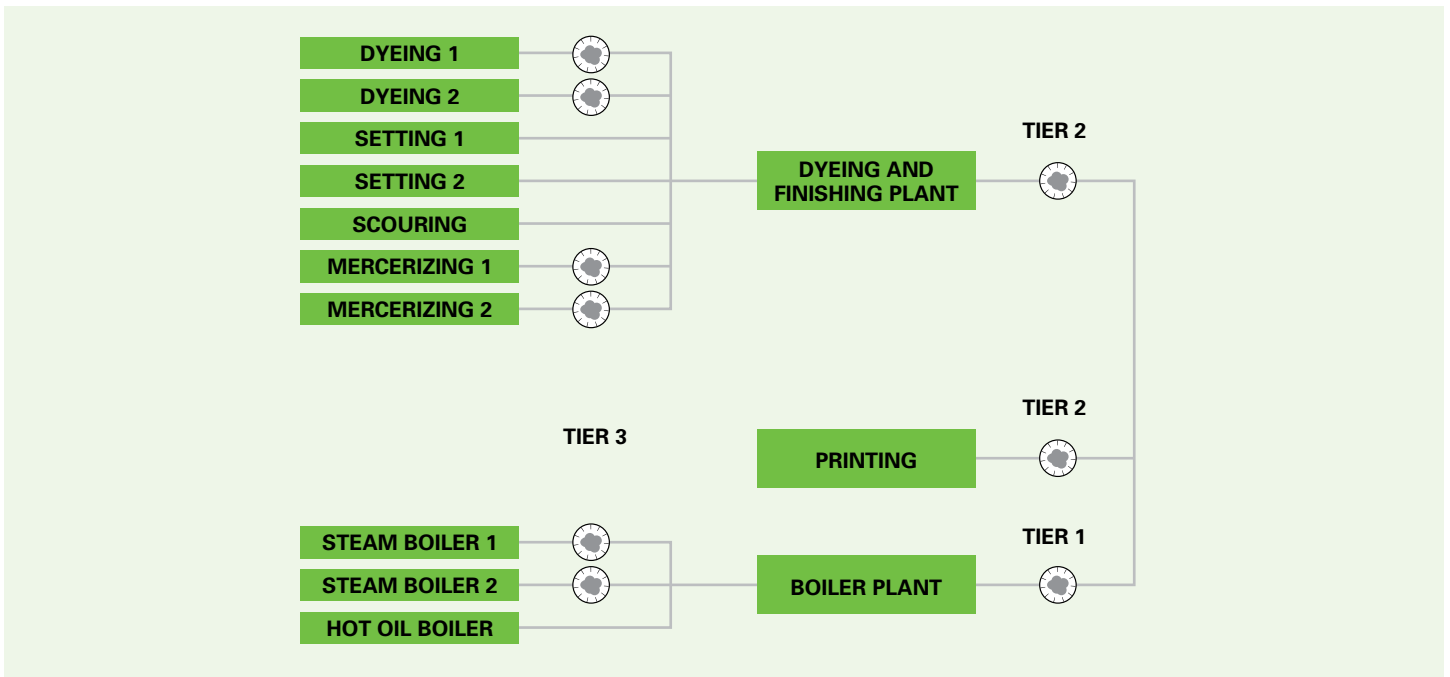 DYEING 1
DYEING 2
SETTING 1
SETTING 2
SCOURING
MERCERIZING 1
MERCERIZING 2
TIER 2
DYEING AND
FINISHING PLANT
TIER 2
TIER 3
PRINTING
TIER 1
STEAM BOILER 1
STEAM BOILER 2
HOT OIL BOILER
BOILER PLANT